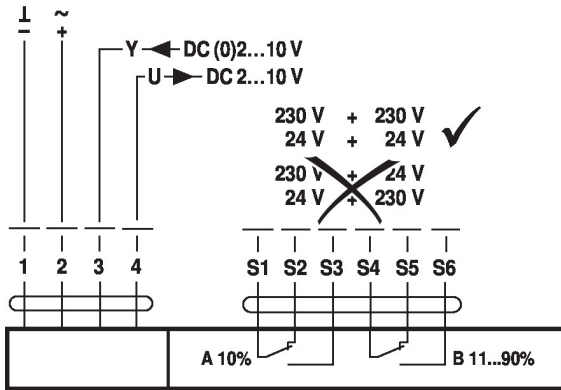 ⊥ ~
– +
Y ◄ DC (0)2...10 V
U ► DC 2...10 V
230 V + 230 V
24 V + 24 V
230 V + 24 V
24 V + 230 V
1 2 3 4 S1 S2 S3 S4 S5 S6
A 10% B 11...90%